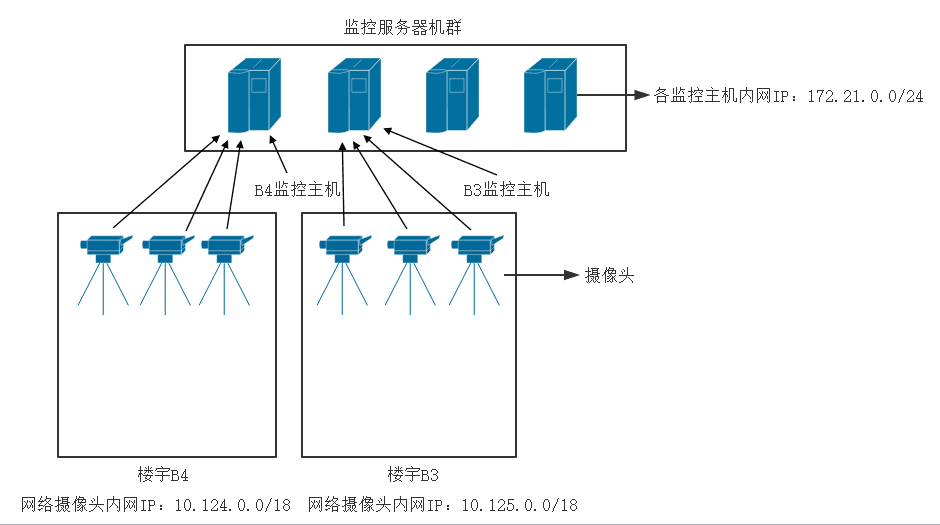 监控服务器机群
各监控主机内网IP：172.21.0.0/24
B4监控主机
B3监控主机
摄像头
楼宇B4
楼宇B3
网络摄像头内网IP：10.124.0.0/18
网络摄像头内网IP：10.125.0.0/18